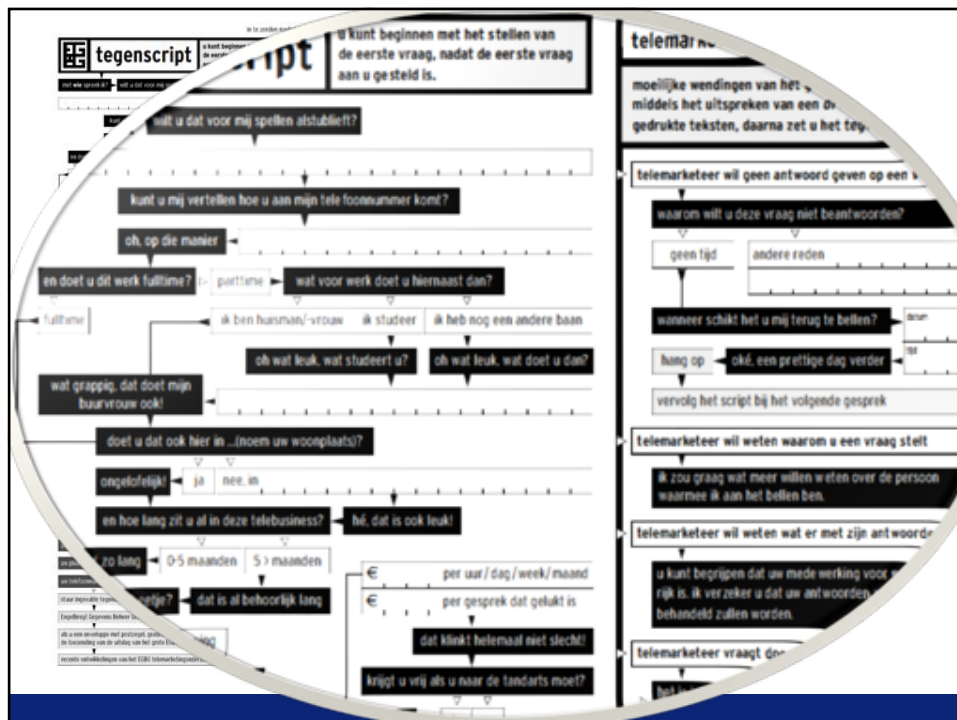 tegenscript
u kunt beginnen met het stellen van
de eerste vraag, nadat de eerste vraag
aan u gesteld is.
met wie spreek ik?
wilt u dat voor mij spellen alstublieft?
kunt u mij vertellen hoe u aan mijn telefoonnummer komt?
oh, op die manier
en doet u dit werk fulltime?
parttime
wat voor werk doet u hiernaast dan?
fulltime
ik ben huisman/-vrouw
ik studeer
ik heb nog een andere baan
oh wat leuk, wat studeert u?
oh wat leuk, wat doet u dan?
wat grappig, dat doet mijn
buurvrouw ook!
doet u dat ook hier in ...(noem uw woonplaats)?
ongelofelijk!
ja
nee, in
en hoe lang zit u al in deze telebusiness?
hé, dat is ook leuk!
zo lang
0-5 maanden
5 > maanden
dat is al behoorlijk lang
€ per uur/dag/week/maand
€ per gesprek dat gelukt is
dat klinkt helemaal niet slecht!
krijgt u vrij als u naar de tandarts moet?
moeilijke wendingen van het
middels het uitspreken van een
gedrukte teksten, daarna zet u het
telemarketeer wil geen antwoord geven op een
waarom wilt u deze vraag niet beantwoorden?
geen tijd
andere reden
wanneer schikt het u mij terug te bellen?
datum
tijd
hang op
oké, een prettige dag verder
vervolg het script bij het volgende gesprek
telemarketeer wil weten waarom u een vraag stelt
ik zou graag wat meer willen weten over de persoon
waarmee ik aan het bellen ben.
telemarketeer wil weten wat er met zijn antwoorden
u kunt begrijpen dat uw mede werking voor
rijk is. ik verzeker u dat uw antwoorden
behandeld zullen worden.
telemarketeer vraagt